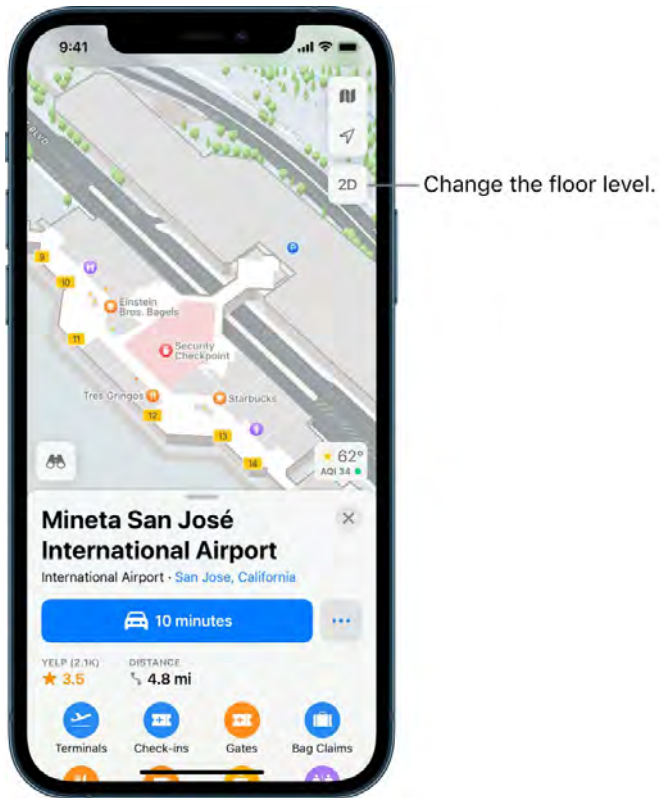 9:41
BLVD
2D
Change the floor level.
P
9
10
Einstein
Bros. Bagels
11
Security
Checkpoint
Tres Gringos
Starbucks
12
13
14
62°
AQI 34
Mineta San José
International Airport
International Airport · San Jose, California
10 minutes
YELP (2.1K)
DISTANCE
3.5
4.8 mi
Terminals
Check-ins
Gates
Bag Claims